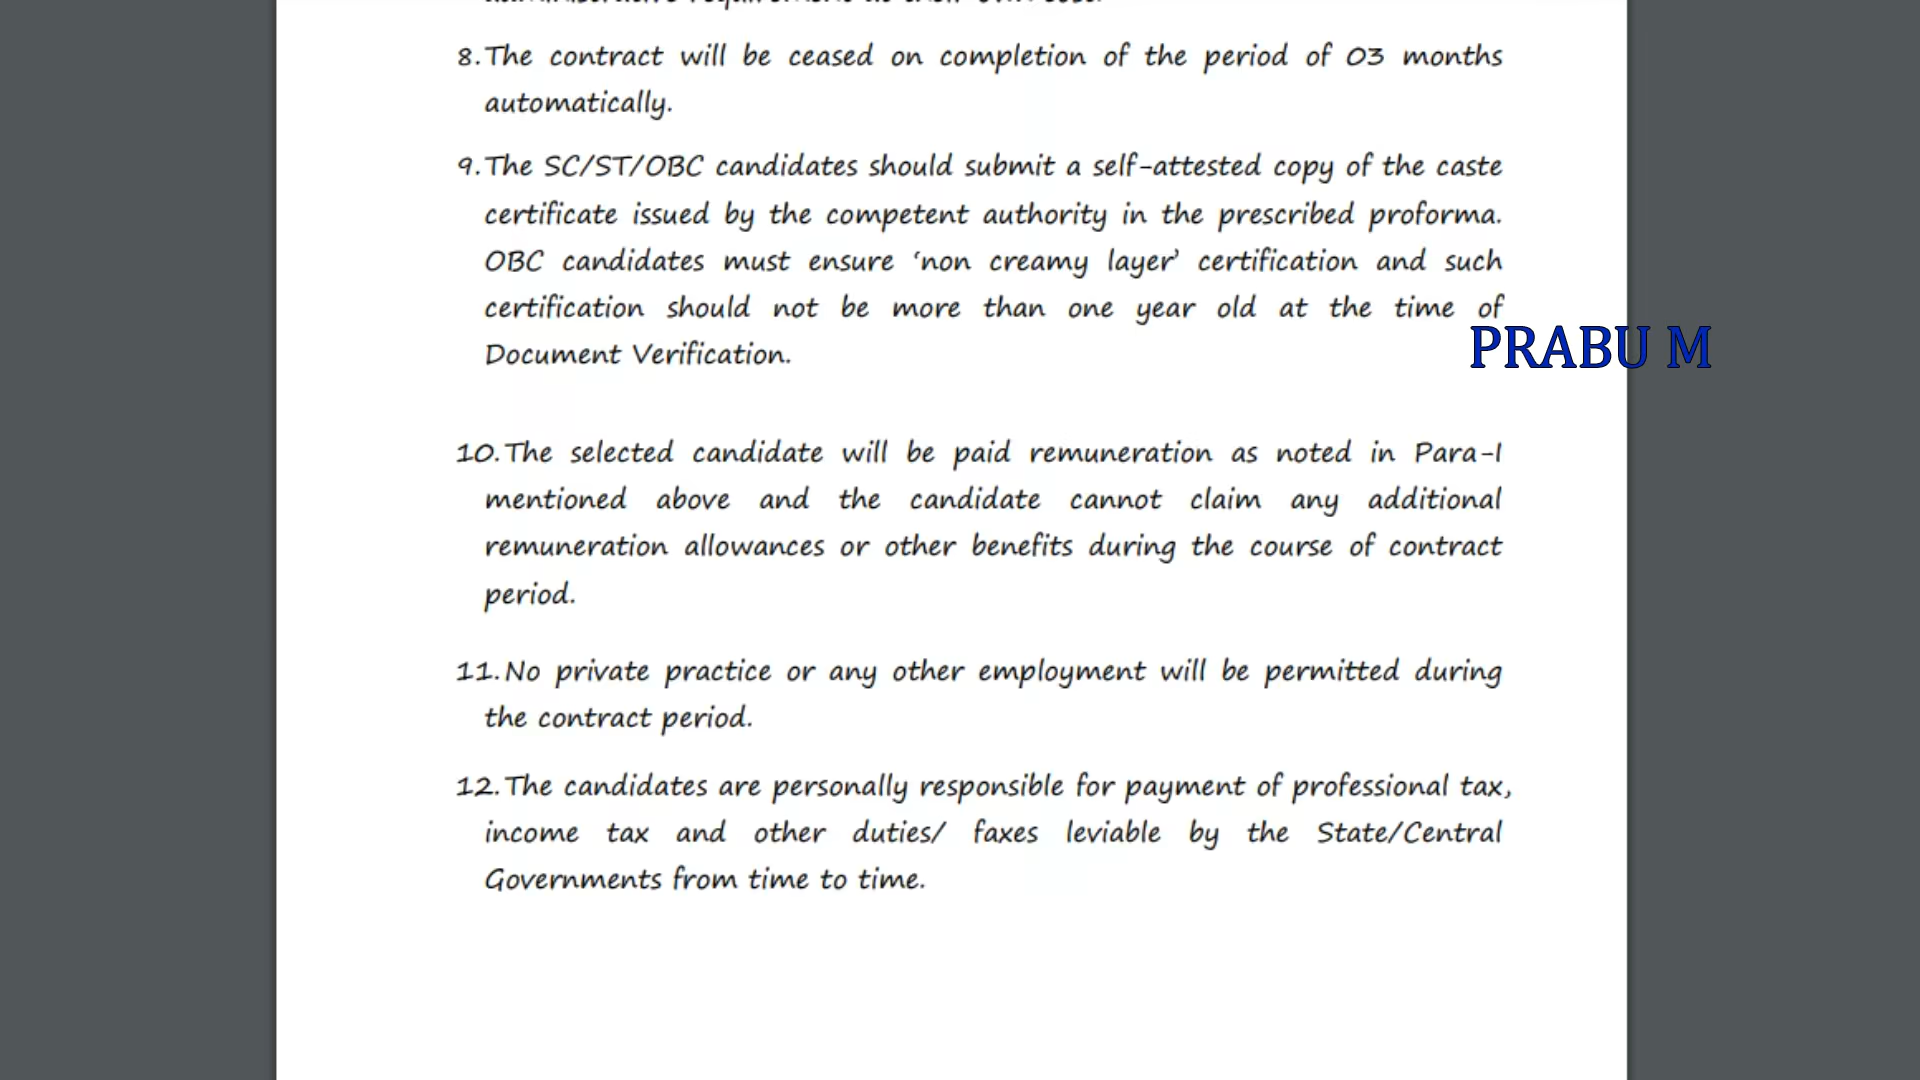 8. The contract will be ceased on completion of the period of 03 months
automatically.
9. The SC/ST/OBC candidates should submit a self-attested copy of the caste
certificate issued by the competent authority in the prescribed proforma.
OBC candidates must ensure ‘non creamy layer’ certification and such
certification should not be more than one year old at the time of
Document Verification.
PRABU M
10. The selected candidate will be paid remuneration as noted in Para-I
mentioned above and the candidate cannot claim any additional
remuneration allowances or other benefits during the course of contract
period.
11. No private practice or any other employment will be permitted during
the contract period.
12. The candidates are personally responsible for payment of professional tax,
income tax and other duties/ faxes leviable by the State/Central
Governments from time to time.